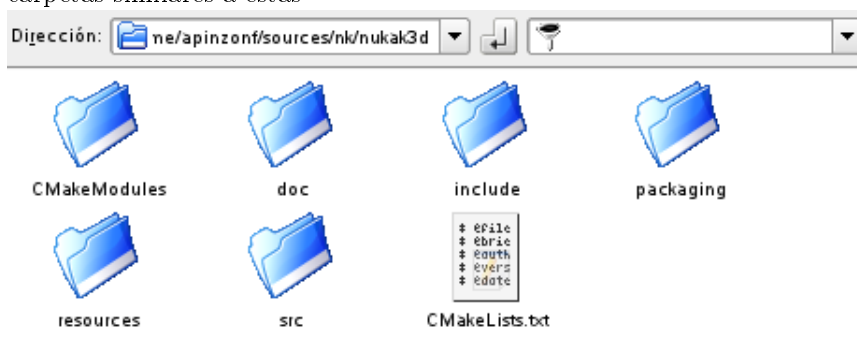 carpetas similares a estas
Dirección: me/apinzonf/sources/nk/nukak3d
CMakeModules doc include packaging
# @file
# @brie
# @auth
# @vers
# @date
resources src CMakeLists.txt